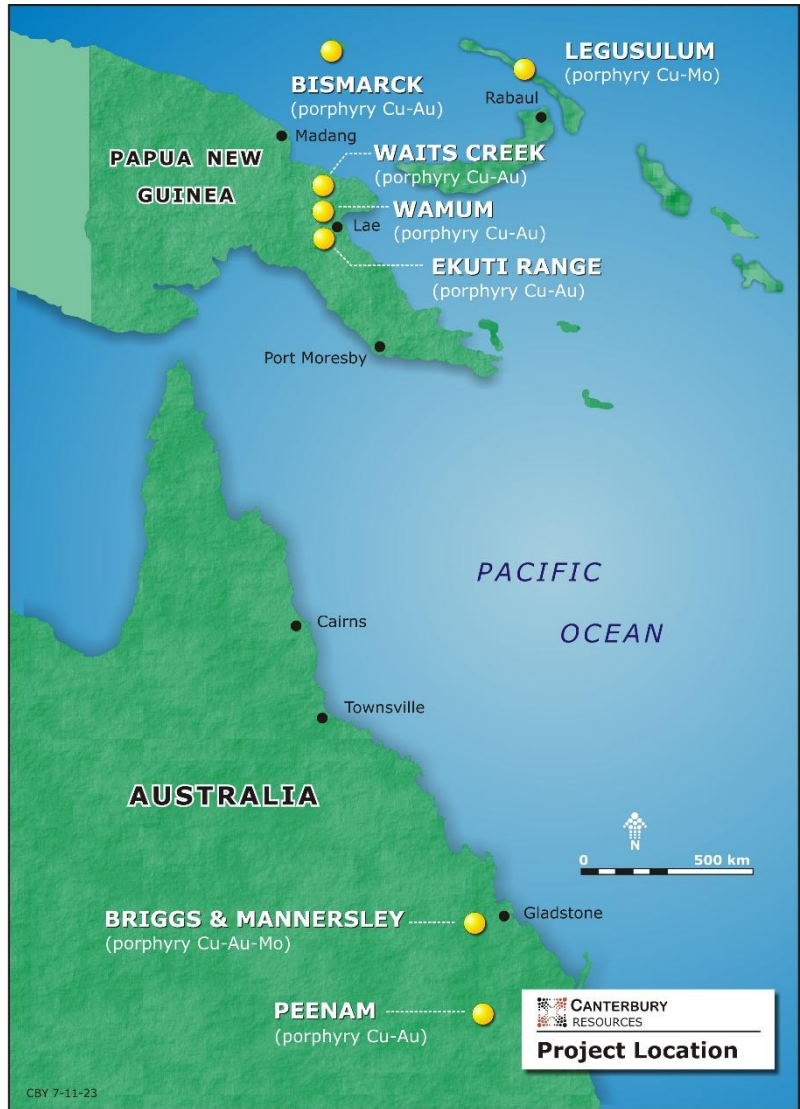 LEGUSULUM
(porphyry Cu-Mo)
BISMARCK
(porphyry Cu-Au)
Rabaul
Madang
PAPUA NEW
GUINEA
WAITS CREEK
(porphyry Cu-Au)
WAMUM
(porphyry Cu-Au)
Lae
EKUTI RANGE
(porphyry Cu-Au)
Port Moresby
PACIFIC
OCEAN
Cairns
Townsville
AUSTRALIA
N
0 500 km
BRIGGS & MANNERSLEY
(porphyry Cu-Au-Mo)
Gladstone
PEENAM
(porphyry Cu-Au)
CANTERBURY
RESOURCES
Project Location
CBY 7-11-23